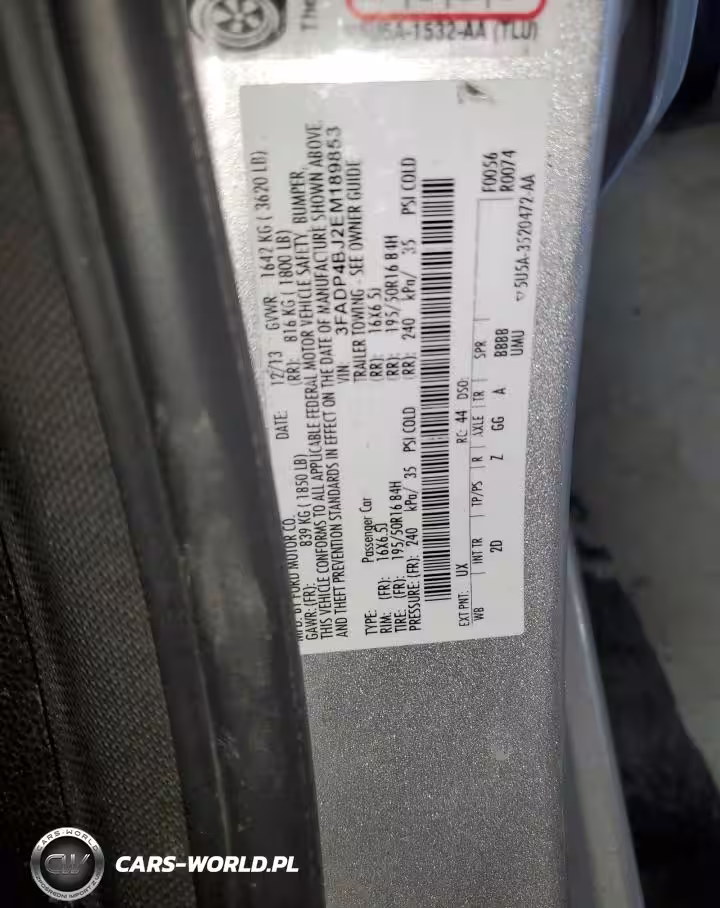 The
5U5A-1532-AA (TLU)
MFD. BY FORD MOTOR CO.
DATE: 12/13 GVWR 1642 KG ( 3620 LB)
GAWR: (FR): 839 KG ( 1850 LB) (RR): 816 KG ( 1800 LB)
THIS VEHICLE CONFORMS TO ALL APPLICABLE FEDERAL MOTOR VEHICLE SAFETY, BUMPER,
AND THEFT PREVENTION STANDARDS IN EFFECT ON THE DATE OF MANUFACTURE SHOWN ABOVE.
VIN: 3FADP4BJ2EM189853
TYPE: Passenger Car TRAILER TOWING - SEE OWNER GUIDE
RIM: (FR): 16X6.5J (RR): 16X6.5J
TIRE: (FR): 195/50R16 84H (RR): 195/50R16 84H
PRESSURE: (FR): 240 kPa/ 35 PSI COLD (RR): 240 kPa/ 35 PSI COLD
EXT PNT: UX RC: 44 DSO: F0056
R0074
WB INT TR TP/PS R AXLE TR SPR
2D Z GG A BBBB
UMU
5U5A-3520472-AA
CARS-WORLD
CW
CARS-WORLD.PL